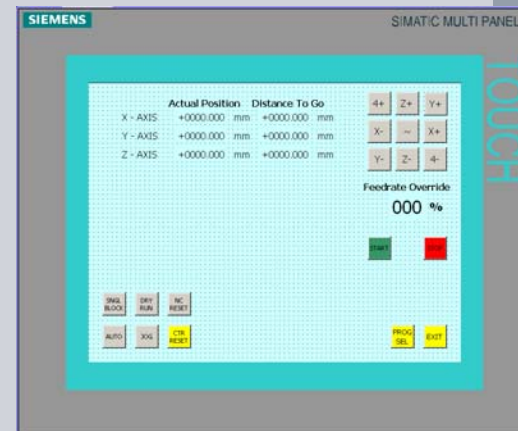 SIEMENS
SIMATIC MULTI PANEL
TOUCH
Actual Position Distance To Go
X - AXIS +0000.000 mm +0000.000 mm
Y - AXIS +0000.000 mm +0000.000 mm
Z - AXIS +0000.000 mm +0000.000 mm
4+ Z+ Y+
X- ~ X+
Y- Z- 4-
Feedrate Override
000 %
START STOP
SNGL BLOCK DRY RUN NC RESET
AUTO JOG CTR RESET PROG SEL EXIT